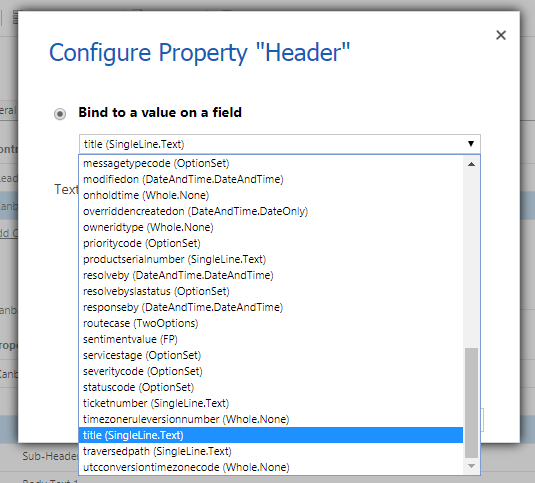 Configure Property "Header"
Bind to a value on a field
title (SingleLine.Text)
messagetypecode (OptionSet)
modifiedon (DateAndTime.DateAndTime)
onholdtime (Whole.None)
overriddencreatedon (DateAndTime.DateOnly)
owneridtype (Whole.None)
prioritycode (OptionSet)
productserialnumber (SingleLine.Text)
resolveby (DateAndTime.DateAndTime)
resolvebyslastatus (OptionSet)
responseby (DateAndTime.DateAndTime)
routecase (TwoOptions)
sentimentvalue (FP)
servicestage (OptionSet)
severitycode (OptionSet)
statuscode (OptionSet)
ticketnumber (SingleLine.Text)
timezoneruleversionnumber (Whole.None)
title (SingleLine.Text)
traversedpath (SingleLine.Text)
utcconversiontimezonecode (Whole.None)
Text
Sub-Header